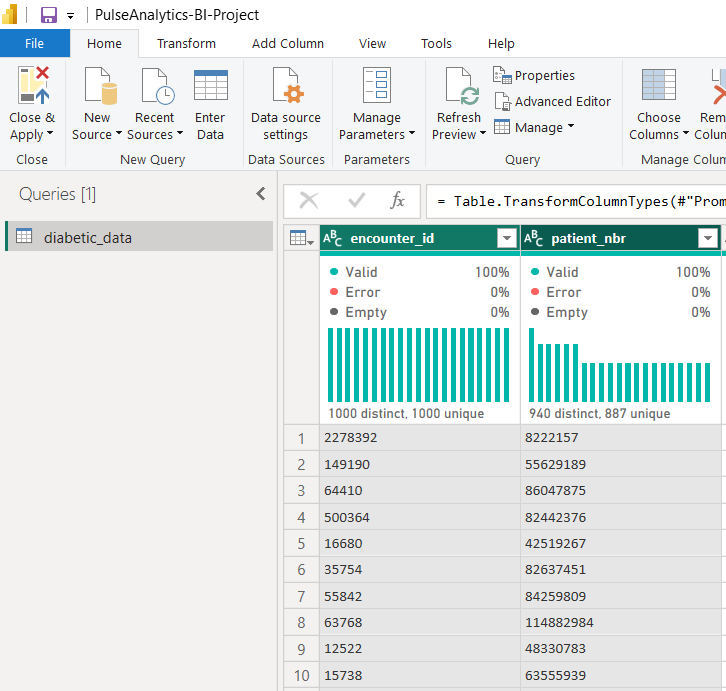 PulseAnalytics-BI-Project
File Home Transform Add Column View Tools Help
Close & Apply
New Source
Recent Sources
Enter Data
Data source settings
Manage Parameters
Refresh Preview
Properties
Advanced Editor
Manage
Choose Columns
Rem
Colun
Close New Query Data Sources Parameters Query Manage Colum
Queries [1]
diabetic_data
fx = Table.TransformColumnTypes(#"Prom
ABC encounter_id ABC patient_nbr
Valid 100% Valid 100%
Error 0% Error 0%
Empty 0% Empty 0%
1000 distinct, 1000 unique 940 distinct, 887 unique
1 2278392 8222157
2 149190 55629189
3 64410 86047875
4 500364 82442376
5 16680 42519267
6 35754 82637451
7 55842 84259809
8 63768 114882984
9 12522 48330783
10 15738 63555939